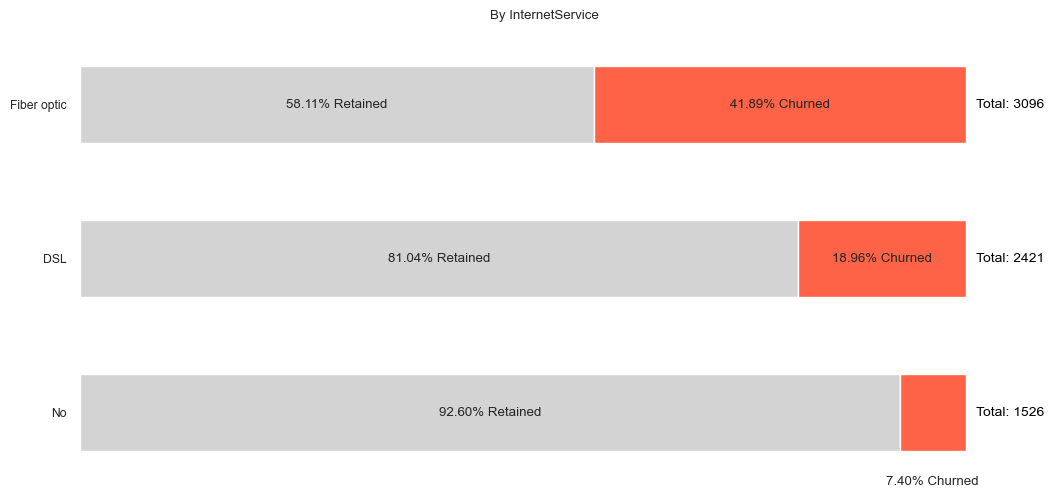 By InternetService
Fiber optic
58.11% Retained
41.89% Churned
Total: 3096
DSL
81.04% Retained
18.96% Churned
Total: 2421
No
92.60% Retained
Total: 1526
7.40% Churned